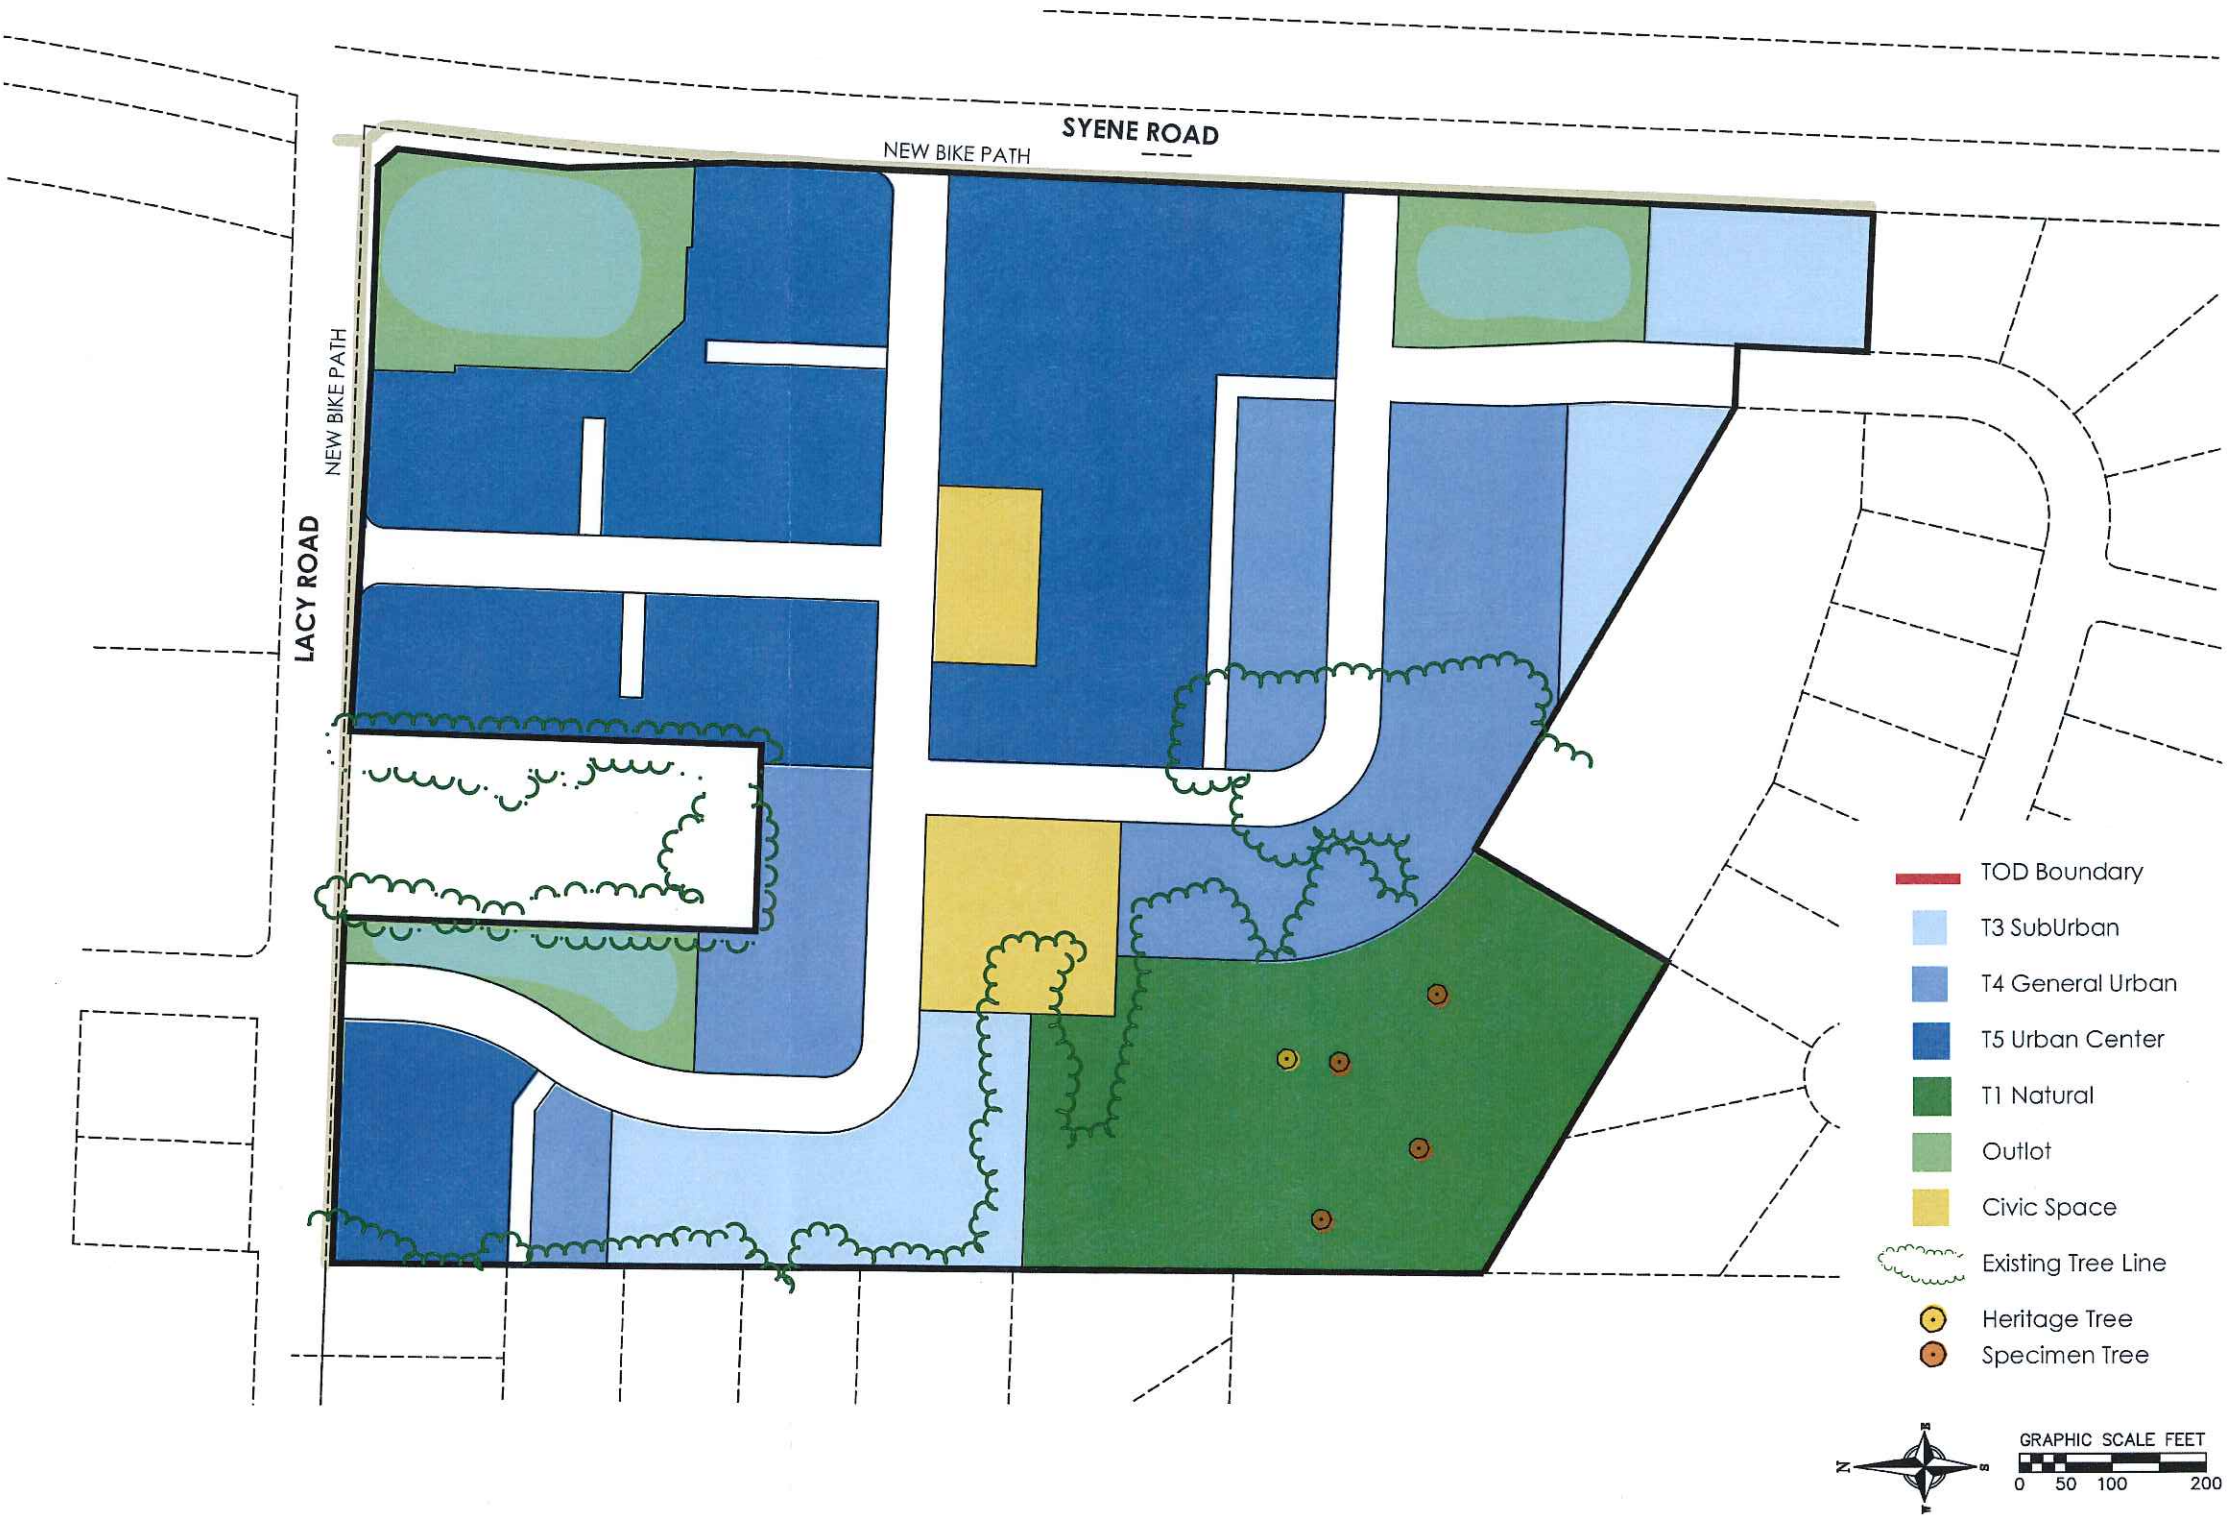 SYENE ROAD
NEW BIKE PATH
NEW BIKE PATH
LACY ROAD
TOD Boundary
T3 SubUrban
T4 General Urban
T5 Urban Center
T1 Natural
Outlot
Civic Space
Existing Tree Line
Heritage Tree
Specimen Tree
E
N
S
W
GRAPHIC SCALE FEET
0 50 100 200